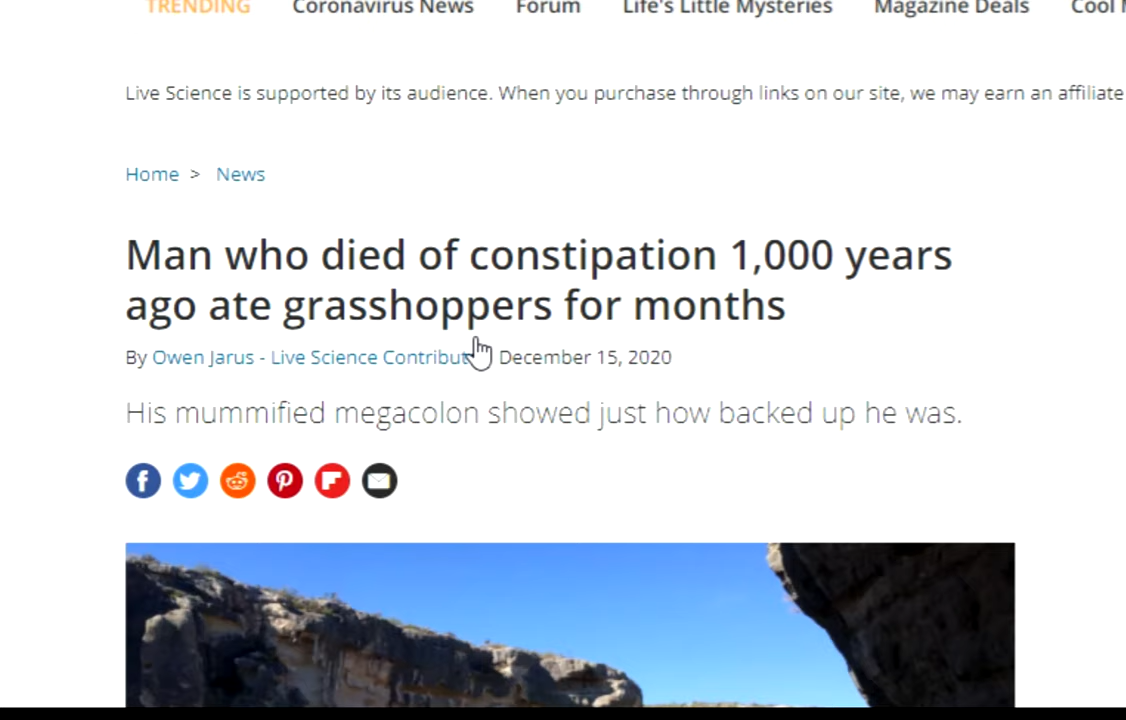 TRENDING Coronavirus News Forum Life's Little Mysteries Magazine Deals Cool
Live Science is supported by its audience. When you purchase through links on our site, we may earn an affiliate
Home > News
Man who died of constipation 1,000 years
ago ate grasshoppers for months
By Owen Jarus - Live Science December 15, 2020
His mummified megacolon showed just how backed up he was.